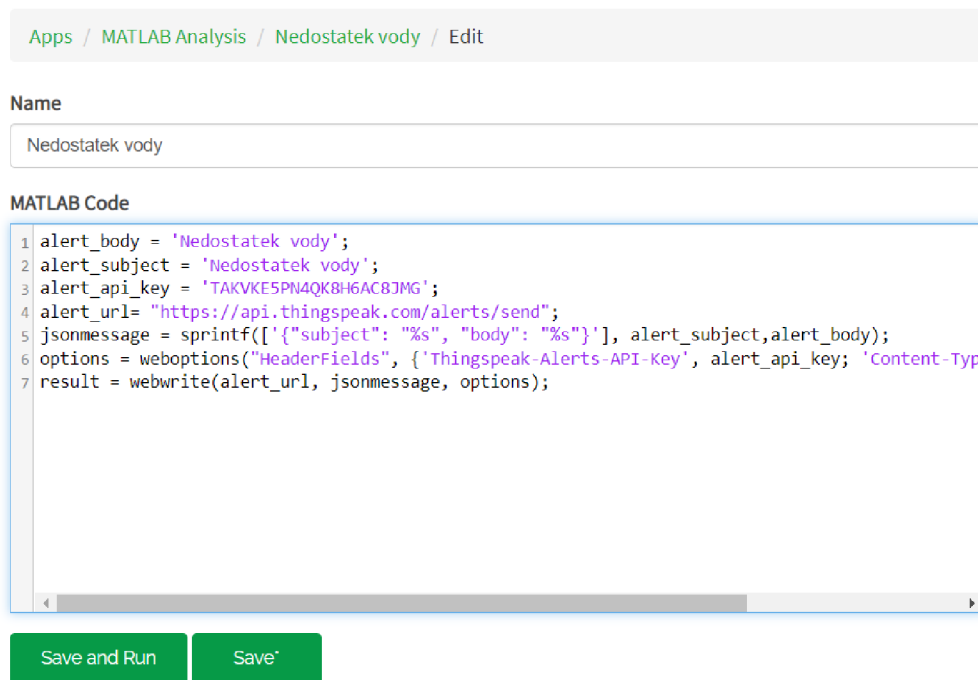 Apps / MATLAB Analysis / Nedostatek vody / Edit
Name
Nedostatek vody
MATLAB Code
1 alert_body = 'Nedostatek vody';
2 alert_subject = 'Nedostatek vody';
3 alert_api_key = 'TAKVKE5PN4QK8H6AC8JMG';
4 alert_url= "https://api.thingspeak.com/alerts/send";
5 jsonmessage = sprintf(['{"subject": "%s", "body": "%s"}'], alert_subject,alert_body);
6 options = weboptions("HeaderFields", {'Thingspeak-Alerts-API-Key', alert_api_key; 'Content-Typ
7 result = webwrite(alert_url, jsonmessage, options);
Save and Run
Save*